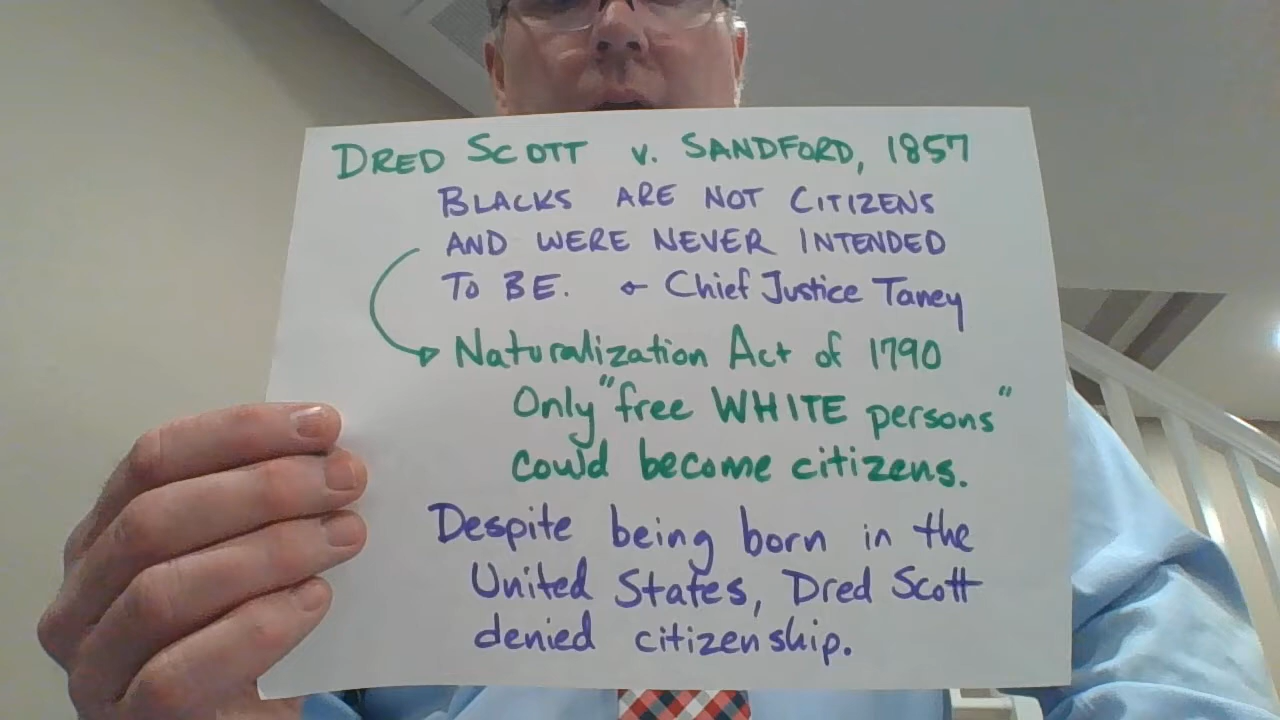 DRED SCOTT v. SANDFORD, 1857
BLACKS ARE NOT CITIZENS
AND WERE NEVER INTENDED
TO BE. ← Chief Justice Taney
Naturalization Act of 1790
Only "free WHITE persons"
could become citizens.
Despite being born in the
United States, Dred Scott
denied citizenship.